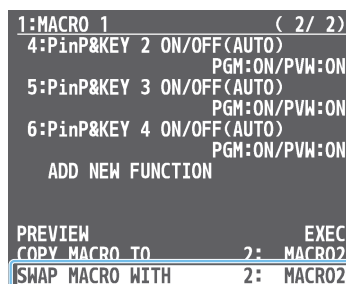 1:MACRO 1 ( 2/ 2)
4:PinP&KEY 2 ON/OFF(AUTO)
PGM:ON/PVW:ON
5:PinP&KEY 3 ON/OFF(AUTO)
PGM:ON/PVW:ON
6:PinP&KEY 4 ON/OFF(AUTO)
PGM:ON/PVW:ON
ADD NEW FUNCTION
PREVIEW EXEC
COPY MACRO TO 2: MACRO2
SWAP MACRO WITH 2: MACRO2